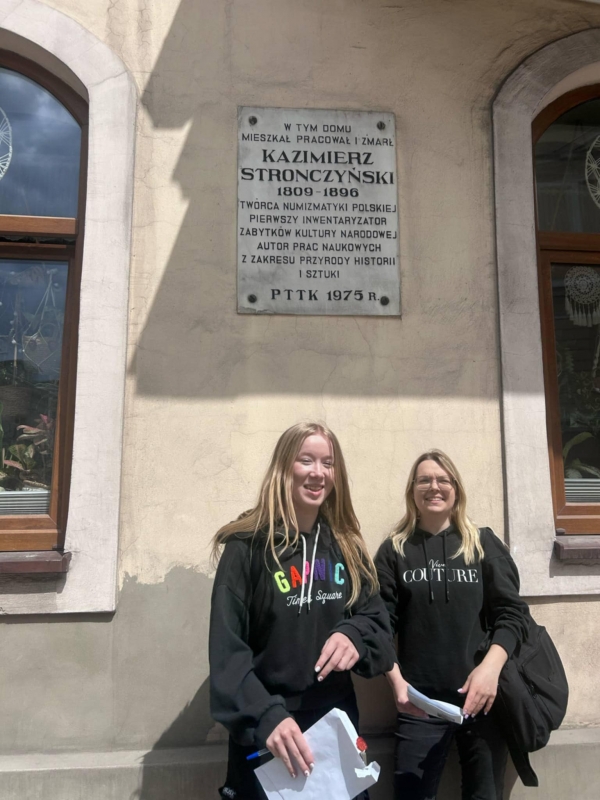 W TYM DOMU
MIESZKAŁ PRACOWAŁ I ZMARŁ
KAZIMIERZ
STRONCZYŃSKI
1809-1896
TWÓRCA NUMIZMATYKI POLSKIEJ
PIERWSZY INWENTARYZATOR
ZABYTKÓW KULTURY NARODOWEJ
AUTOR PRAC NAUKOWYCH
Z ZAKRESU PRZYRODY HISTORII
I SZTUKI
PTTK 1975 R.
Times Square
Vive
COUTURE